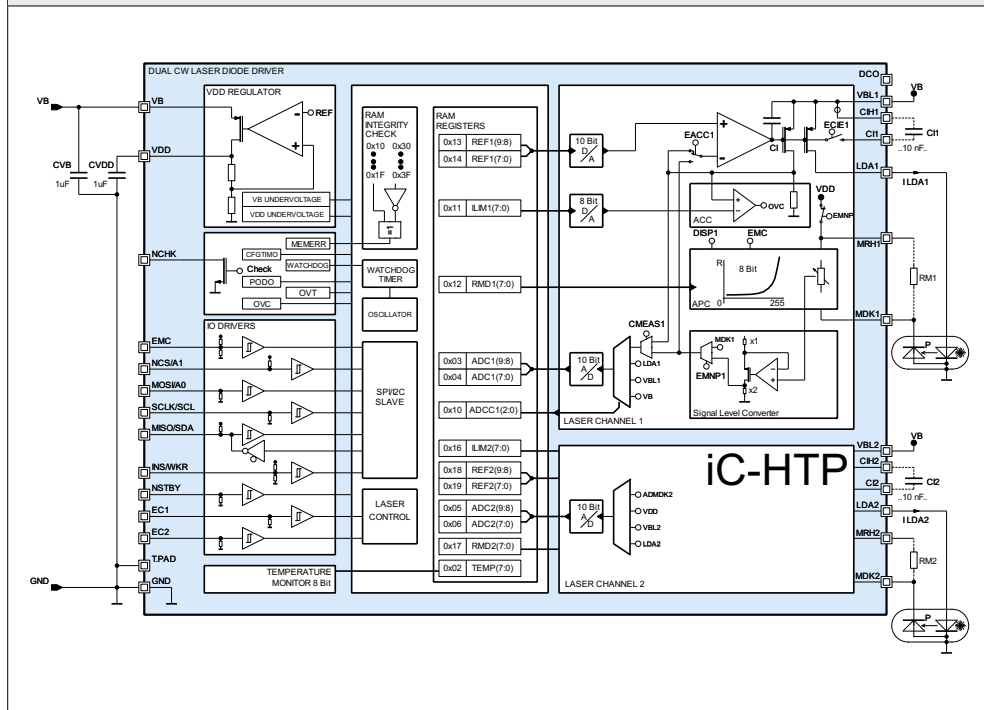 DUAL CW LASER DIODE DRIVER
VB
VB
VDD
CVB
1uF
CVDD
1uF
NCHK
EMC
NCS/A1
MOSI/A0
SCLK/SCL
MISO/SDA
INS/WKR
NSTBY
EC1
EC2
T.PAD
GND
GND
VDD REGULATOR
REF
VB UNDERVOLTAGE
VDD UNDERVOLTAGE
MEMERR
CFGTIMO
Check
WATCHDOG
PODO
OVT
OVC
IO DRIVERS
TEMPERATURE
MONITOR 8 Bit
RAM
INTEGRITY
CHECK
0x10 0x30
0x1F 0x3F
=1
WATCHDOG
TIMER
OSCILLATOR
SPI/I2C
SLAVE
LASER
CONTROL
RAM
REGISTERS
0x13 REF1(9:8)
0x14 REF1(7:0)
0x11 ILIM1(7:0)
0x12 RMD1(7:0)
0x03 ADC1(9:8)
0x04 ADC1(7:0)
0x10 ADCC1(2:0)
0x16 ILIM2(7:0)
0x18 REF2(9:8)
0x19 REF2(7:0)
0x05 ADC2(9:8)
0x06 ADC2(7:0)
0x17 RMD2(7:0)
0x02 TEMP(7:0)
10 Bit
D
A
8 Bit
D
A
EACC1
CI
ECIE1
OVC
ACC
VDD
EMNP
DISP1
EMC
R
8 Bit
0
255
APC
CMEAS1
MDK1
EMNP1
x1
x2
Signal Level Converter
10 Bit
A
D
LDA1
VBL1
VB
LASER CHANNEL 1
iC-HTP
10 Bit
A
D
ADMDK2
VDD
VBL2
LDA2
LASER CHANNEL 2
DCO
VBL1
VB
CIH1
CI1
CI1
..10 nF..
LDA1
ILDA1
MRH1
RM1
MDK1
P
VBL2
VB
CIH2
CI2
CI2
..10 nF..
LDA2
ILDA2
MRH2
RM2
MDK2
P